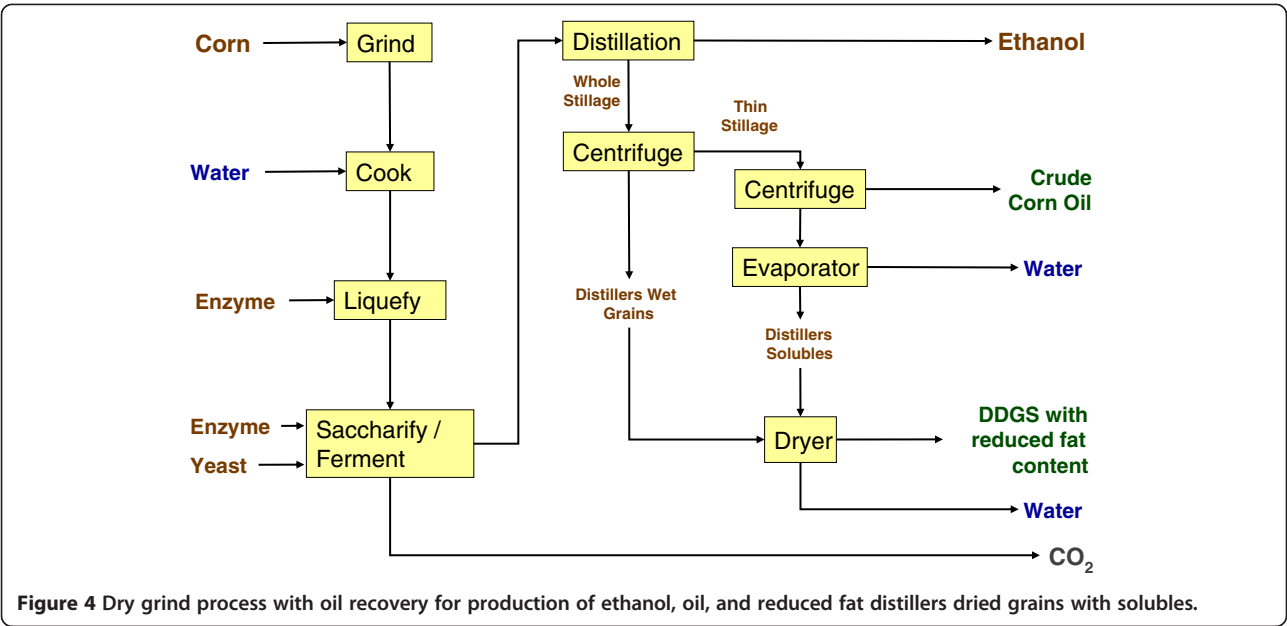 Corn
Grind
Distillation
Ethanol
Whole
Stillage
Thin
Stillage
Centrifuge
Water
Cook
Centrifuge
Crude
Corn Oil
Evaporator
Water
Enzyme
Liquefy
Distillers Wet
Grains
Distillers
Solubles
Enzyme
Yeast
Saccharify /
Ferment
Dryer
DDGS with
reduced fat
content
Water
CO2
Figure 4 Dry grind process with oil recovery for production of ethanol, oil, and reduced fat distillers dried grains with solubles.